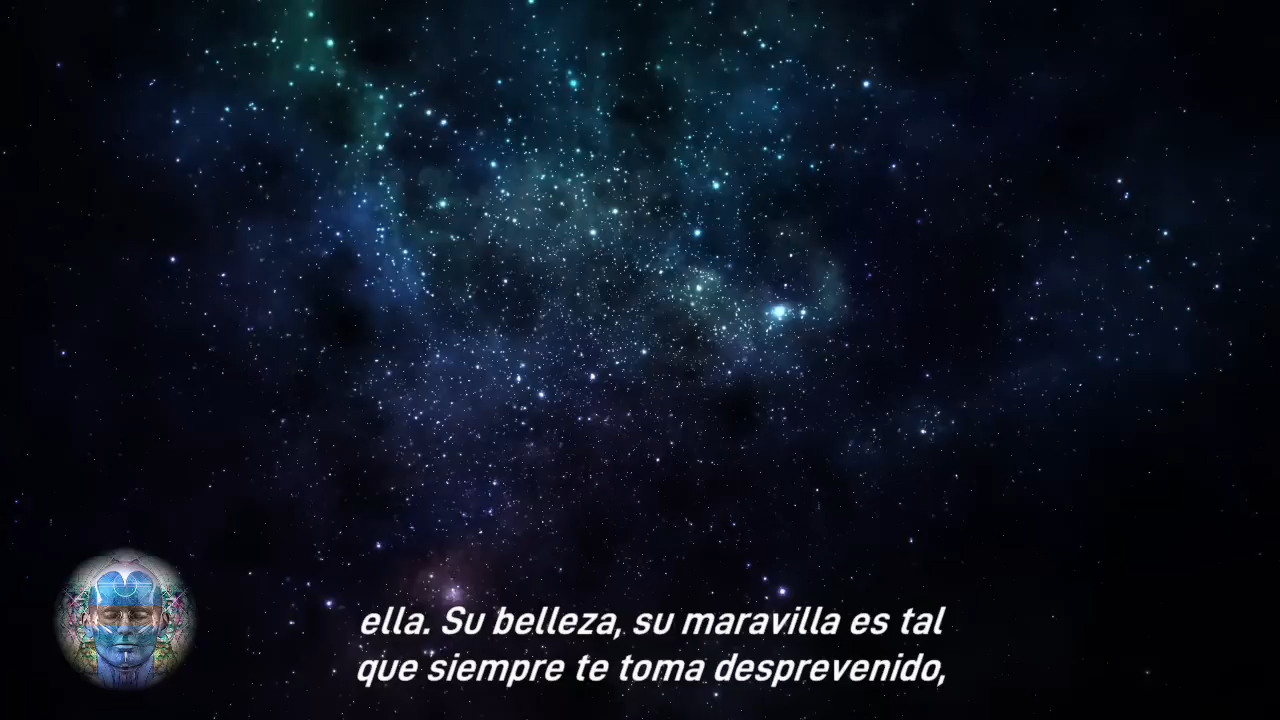 ella. Su belleza, su maravilla es tal
que siempre te toma desprevenido,